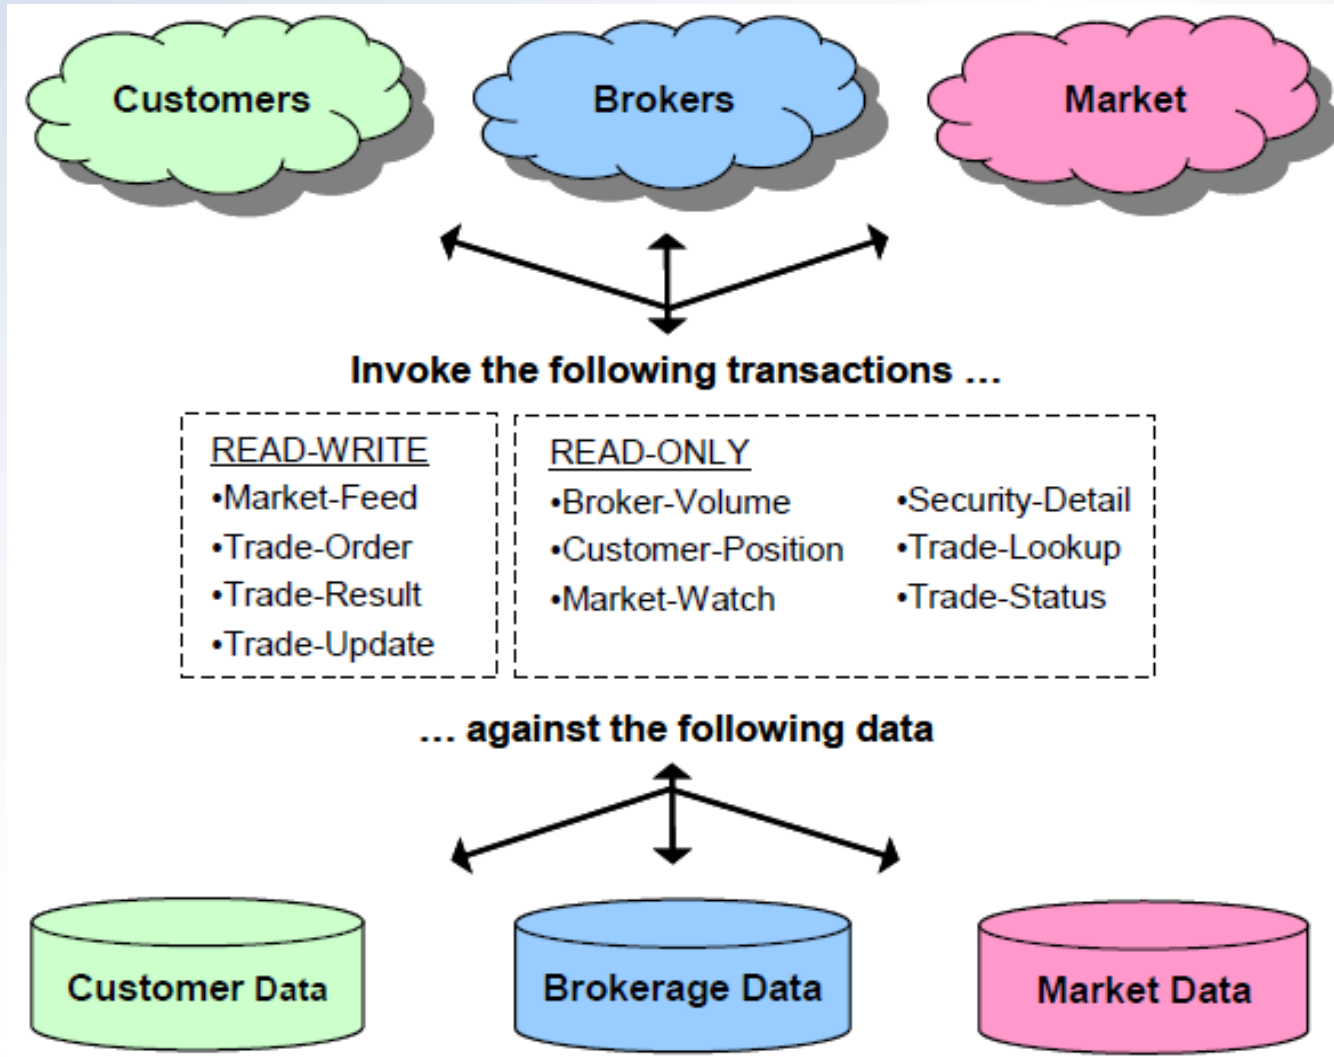 Customers
Brokers
Market
Invoke the following transactions ...
READ-WRITE
•Market-Feed
•Trade-Order
•Trade-Result
•Trade-Update
READ-ONLY
•Broker-Volume
•Customer-Position
•Market-Watch
•Security-Detail
•Trade-Lookup
•Trade-Status
... against the following data
Customer Data
Brokerage Data
Market Data